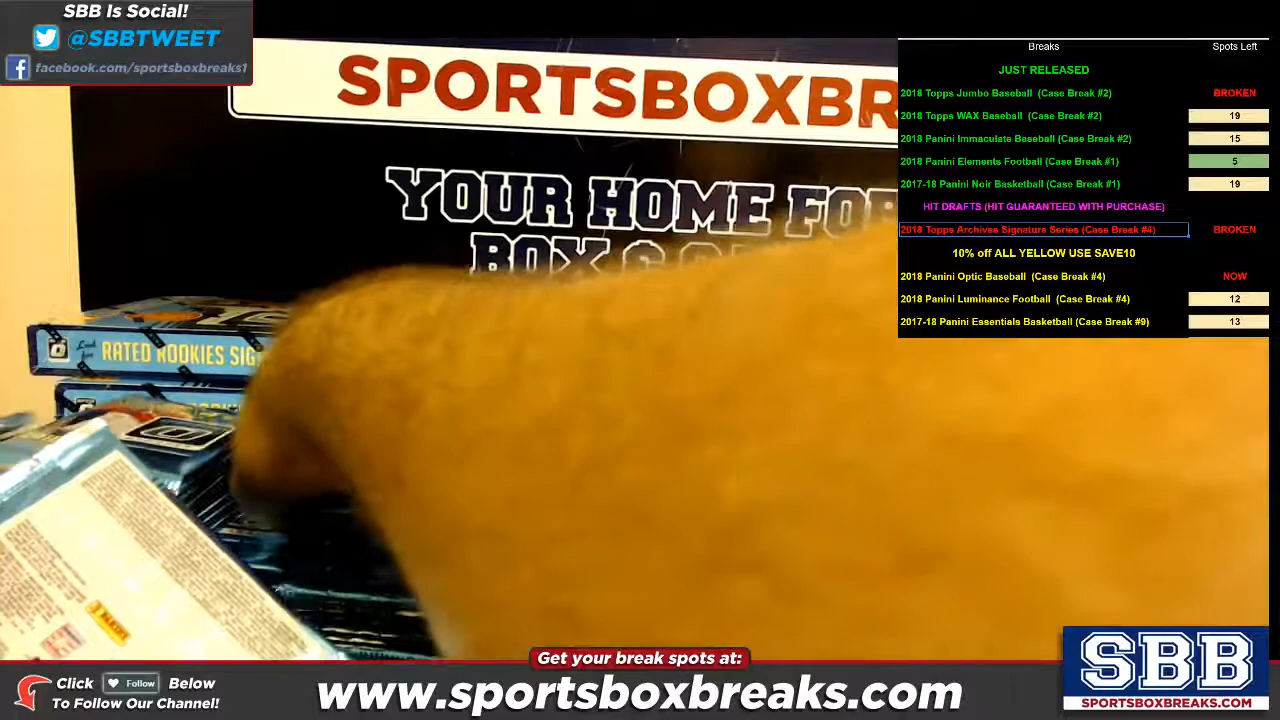 SBB Is Social!
@SBBTWEET
facebook.com/sportsboxbreaks1
SPORTSBOXBR
YOUR HOME FOR
BOX &
Breaks Spots Left
JUST RELEASED
2018 Topps Jumbo Baseball (Case Break #2) BROKEN
2018 Topps WAX Baseball (Case Break #2) 19
2018 Panini Immaculate Baseball (Case Break #2) 15
2018 Panini Elements Football (Case Break #1) 5
2017-18 Panini Noir Basketball (Case Break #1) 19
HIT DRAFTS (HIT GUARANTEED WITH PURCHASE)
2018 Topps Archives Signature Series (Case Break #4) BROKEN
10% off ALL YELLOW USE SAVE10
2018 Panini Optic Baseball (Case Break #4) NOW
2018 Panini Luminance Football (Case Break #4) 12
2017-18 Panini Essentials Basketball (Case Break #9) 13
Look for RATED ROOKIES SIG
PANINI
Get your break spots at:
Click Follow Below
To Follow Our Channel!
www.sportsboxbreaks.com
SBB
SPORTSBOXBREAKS.COM